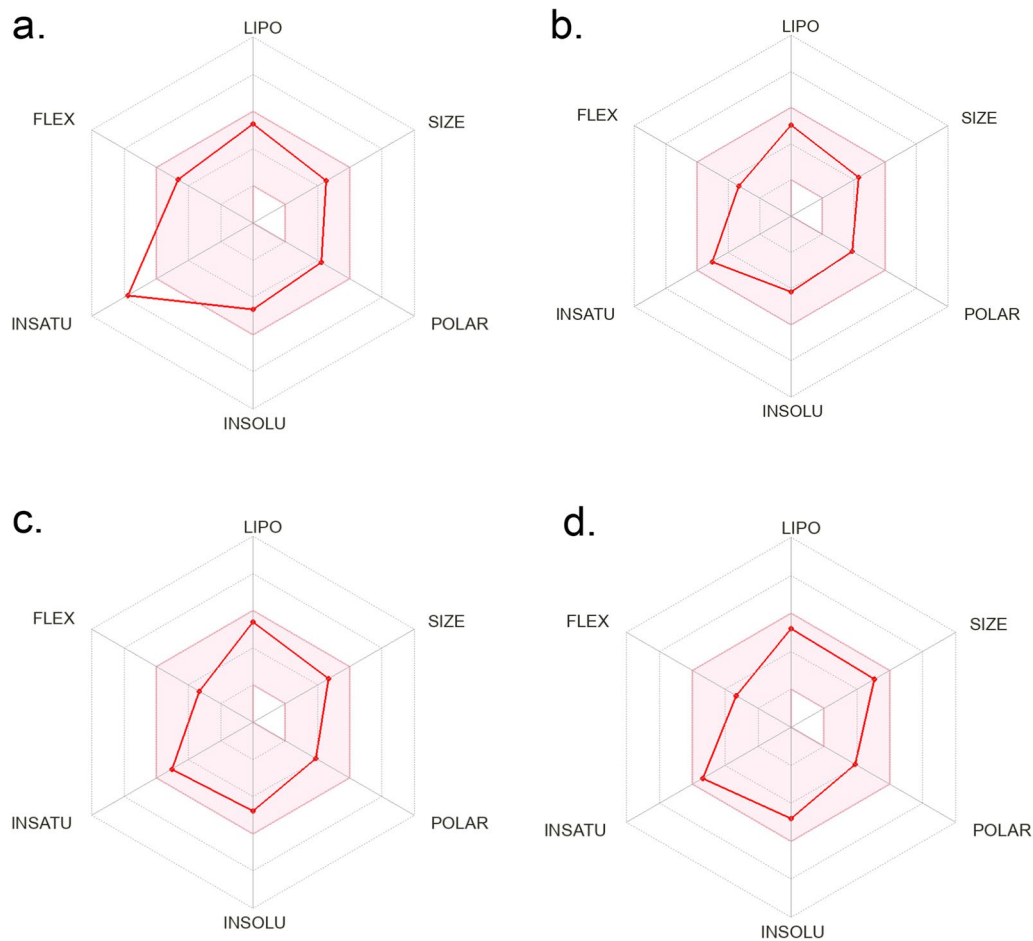 a.
LIPO
FLEX
SIZE
INSATU
POLAR
INSOLU
b.
LIPO
FLEX
SIZE
INSATU
POLAR
INSOLU
c.
LIPO
FLEX
SIZE
INSATU
POLAR
INSOLU
d.
LIPO
FLEX
SIZE
INSATU
POLAR
INSOLU